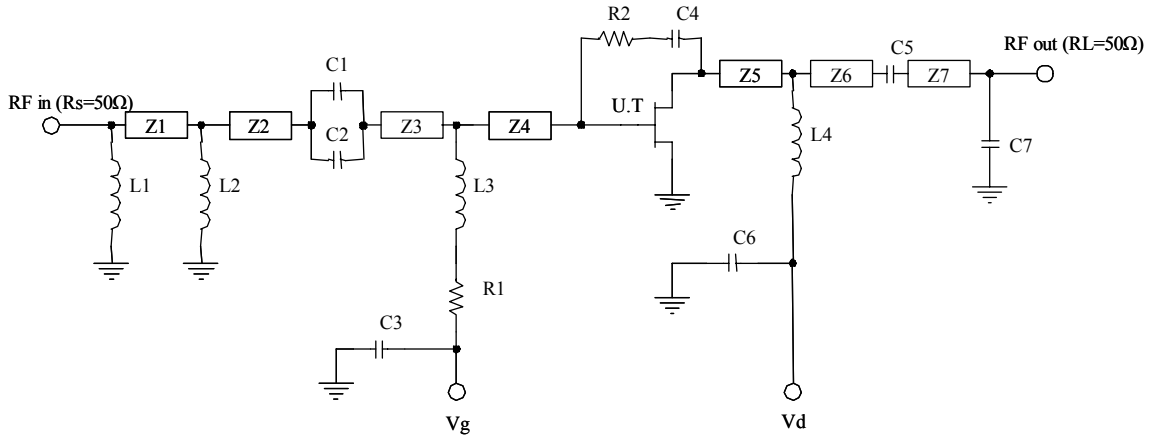 R2
C4
RF out (RL=50Ω)
C1
C5
RF in (Rs=50Ω)
Z5
Z6
Z7
U.T
Z1
Z2
C2
Z3
Z4
L4
C7
L1
L2
L3
C6
R1
C3
Vg
Vd